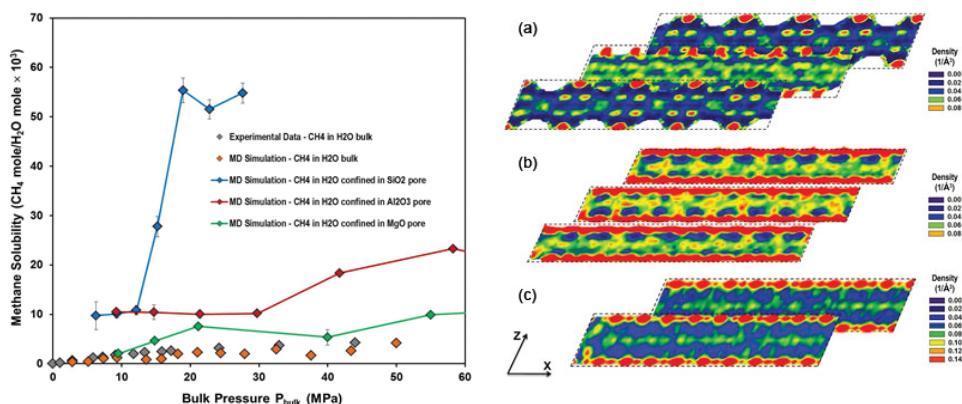 Methane Solubility (CH₄ mole/H₂O mole × 10³)
70
60
50
40
30
20
10
0
0 10 20 30 40 50 60
Bulk Pressure P_bulk (MPa)
Experimental Data - CH4 in H2O bulk
MD Simulation - CH4 in H2O bulk
MD Simulation - CH4 in H2O confined in SiO2 pore
MD Simulation - CH4 in H2O confined in Al2O3 pore
MD Simulation - CH4 in H2O confined in MgO pore
(a)
Density
(1/Å³)
0.00
0.02
0.04
0.06
0.08
(b)
Density
(1/Å³)
0.00
0.02
0.04
0.06
0.08
(c)
Density
(1/Å³)
0.00
0.02
0.04
0.06
0.08
0.10
0.12
0.14
Z
X